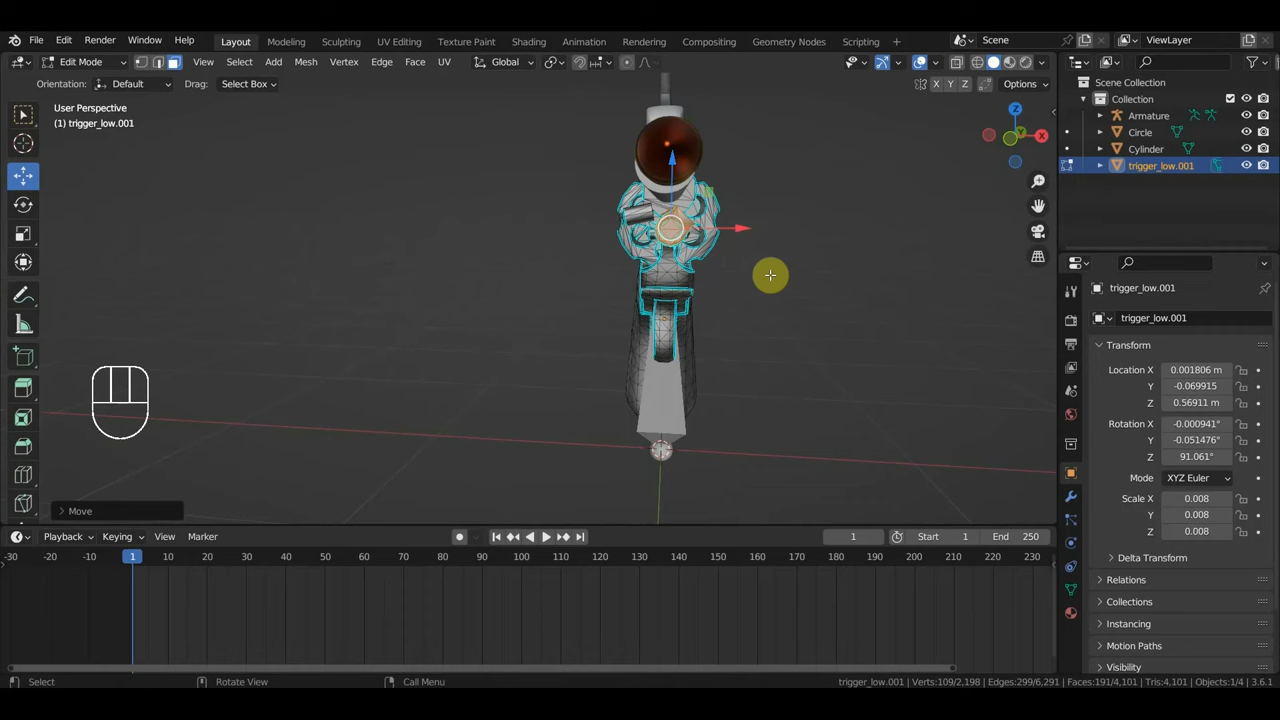 File Edit Render Window Help Layout Modeling Sculpting UV Editing Texture Paint Shading Animation Rendering Compositing Geometry Nodes Scripting + Scene ViewLayer
Edit Mode View Select Add Mesh Vertex Edge Face UV Global
Orientation: Default Drag: Select Box X Y Z Options
User Perspective
(1) trigger_low.001
Z
Y
X
Move
Scene Collection
Collection
Armature
Circle
Cylinder
trigger_low.001
trigger_low.001
trigger_low.001
Transform
Location X 0.001806 m
Y -0.069915
Z 0.56911 m
Rotation X -0.000941°
Y -0.051476°
Z 91.061°
Mode XYZ Euler
Scale X 0.008
Y 0.008
Z 0.008
Delta Transform
Relations
Collections
Instancing
Motion Paths
Visibility
Playback Keying View Marker 1 Start 1 End 250
-30 -20 -10 1 10 20 30 40 50 60 70 80 90 100 110 120 130 140 150 160 170 180 190 200 210 220 230
Select Rotate View Call Menu trigger_low.001 | Verts:109/2,198 | Edges:299/6,291 | Faces:191/4,101 | Tris:4,101 | Objects:1/4 | 3.6.1